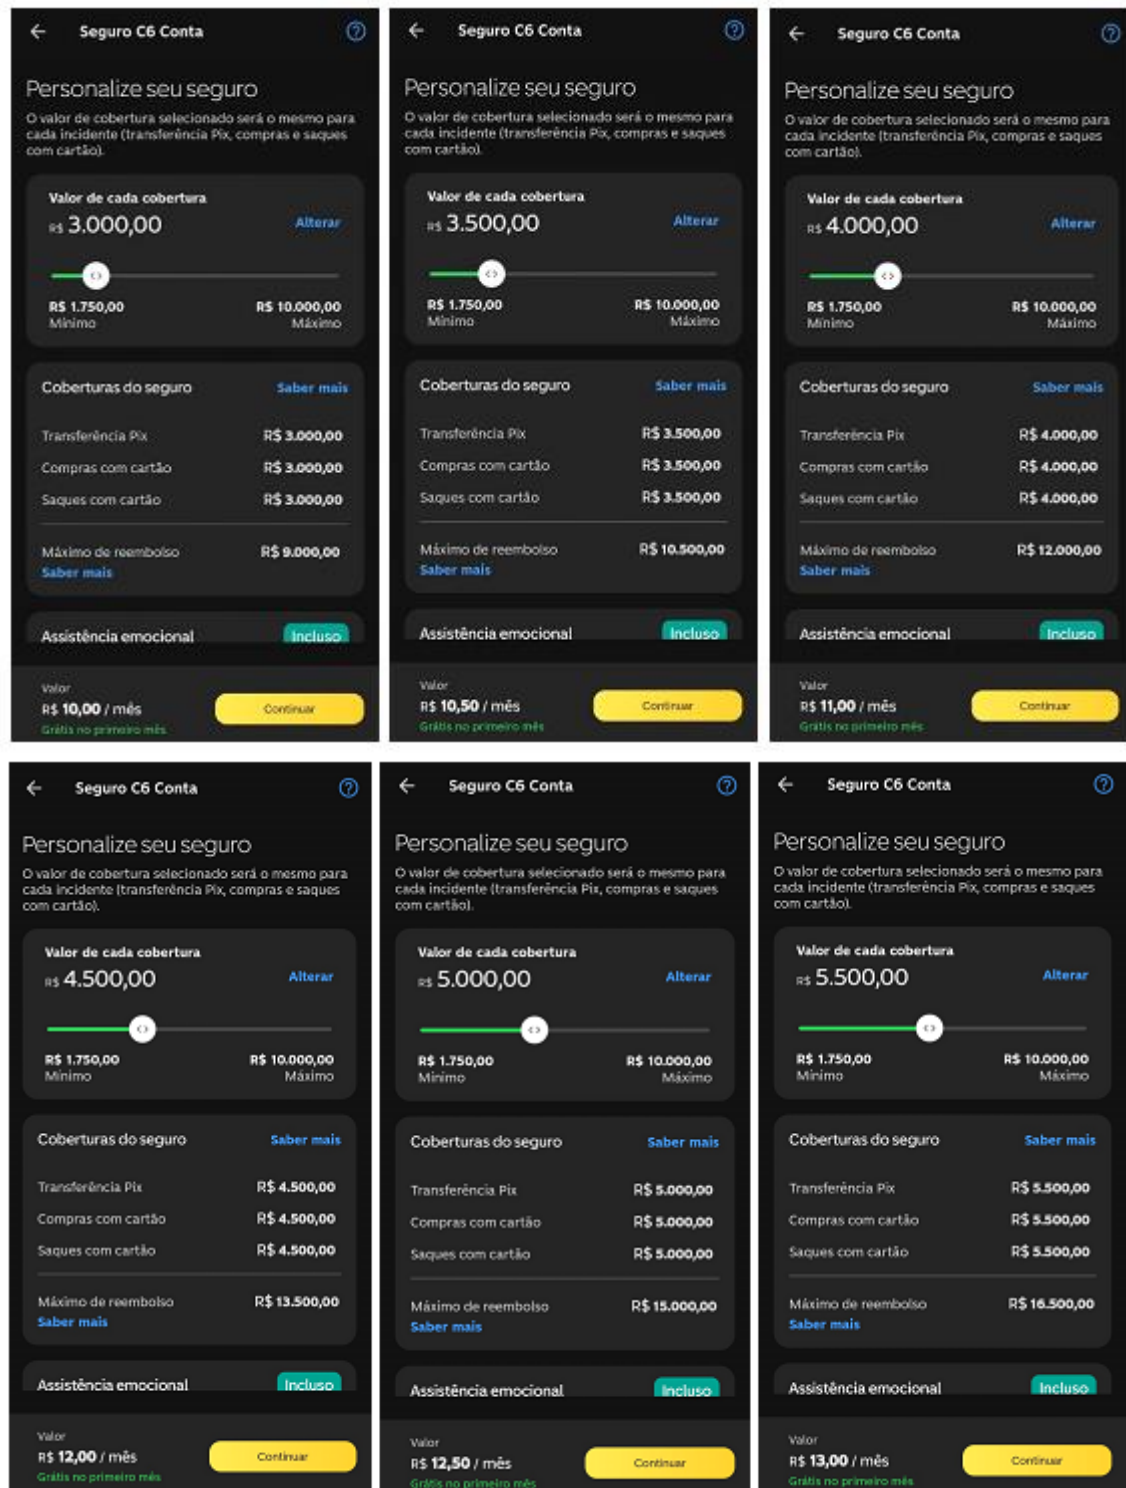 Seguro C6 Conta
Personalize seu seguro
O valor de cobertura selecionado será o mesmo para
cada incidente (transferência Pix, compras e saques
com cartão).
Valor de cada cobertura
R$ 3.000,00 Alterar
R$ 1.750,00 R$ 10.000,00
Mínimo Máximo
Coberturas do seguro Saber mais
Transferência Pix R$ 3.000,00
Compras com cartão R$ 3.000,00
Saques com cartão R$ 3.000,00
Máximo de reembolso R$ 9.000,00
Saber mais
Assistência emocional Incluso
Valor
R$ 10,00 / mês Continuar
Grátis no primeiro mês
Seguro C6 Conta
Personalize seu seguro
O valor de cobertura selecionado será o mesmo para
cada incidente (transferência Pix, compras e saques
com cartão).
Valor de cada cobertura
R$ 3.500,00 Alterar
R$ 1.750,00 R$ 10.000,00
Mínimo Máximo
Coberturas do seguro Saber mais
Transferência Pix R$ 3.500,00
Compras com cartão R$ 3.500,00
Saques com cartão R$ 3.500,00
Máximo de reembolso R$ 10.500,00
Saber mais
Assistência emocional Incluso
Valor
R$ 10,50 / mês Continuar
Grátis no primeiro mês
Seguro C6 Conta
Personalize seu seguro
O valor de cobertura selecionado será o mesmo para
cada incidente (transferência Pix, compras e saques
com cartão).
Valor de cada cobertura
R$ 4.000,00 Alterar
R$ 1.750,00 R$ 10.000,00
Mínimo Máximo
Coberturas do seguro Saber mais
Transferência Pix R$ 4.000,00
Compras com cartão R$ 4.000,00
Saques com cartão R$ 4.000,00
Máximo de reembolso R$ 12.000,00
Saber mais
Assistência emocional Incluso
Valor
R$ 11,00 / mês Continuar
Grátis no primeiro mês
Seguro C6 Conta
Personalize seu seguro
O valor de cobertura selecionado será o mesmo para
cada incidente (transferência Pix, compras e saques
com cartão).
Valor de cada cobertura
R$ 4.500,00 Alterar
R$ 1.750,00 R$ 10.000,00
Mínimo Máximo
Coberturas do seguro Saber mais
Transferência Pix R$ 4.500,00
Compras com cartão R$ 4.500,00
Saques com cartão R$ 4.500,00
Máximo de reembolso R$ 13.500,00
Saber mais
Assistência emocional Incluso
Valor
R$ 12,00 / mês Continuar
Grátis no primeiro mês
Seguro C6 Conta
Personalize seu seguro
O valor de cobertura selecionado será o mesmo para
cada incidente (transferência Pix, compras e saques
com cartão).
Valor de cada cobertura
R$ 5.000,00 Alterar
R$ 1.750,00 R$ 10.000,00
Mínimo Máximo
Coberturas do seguro Saber mais
Transferência Pix R$ 5.000,00
Compras com cartão R$ 5.000,00
Saques com cartão R$ 5.000,00
Máximo de reembolso R$ 15.000,00
Saber mais
Assistência emocional Incluso
Valor
R$ 12,50 / mês Continuar
Grátis no primeiro mês
Seguro C6 Conta
Personalize seu seguro
O valor de cobertura selecionado será o mesmo para
cada incidente (transferência Pix, compras e saques
com cartão).
Valor de cada cobertura
R$ 5.500,00 Alterar
R$ 1.750,00 R$ 10.000,00
Mínimo Máximo
Coberturas do seguro Saber mais
Transferência Pix R$ 5.500,00
Compras com cartão R$ 5.500,00
Saques com cartão R$ 5.500,00
Máximo de reembolso R$ 16.500,00
Saber mais
Assistência emocional Incluso
Valor
R$ 13,00 / mês Continuar
Grátis no primeiro mês